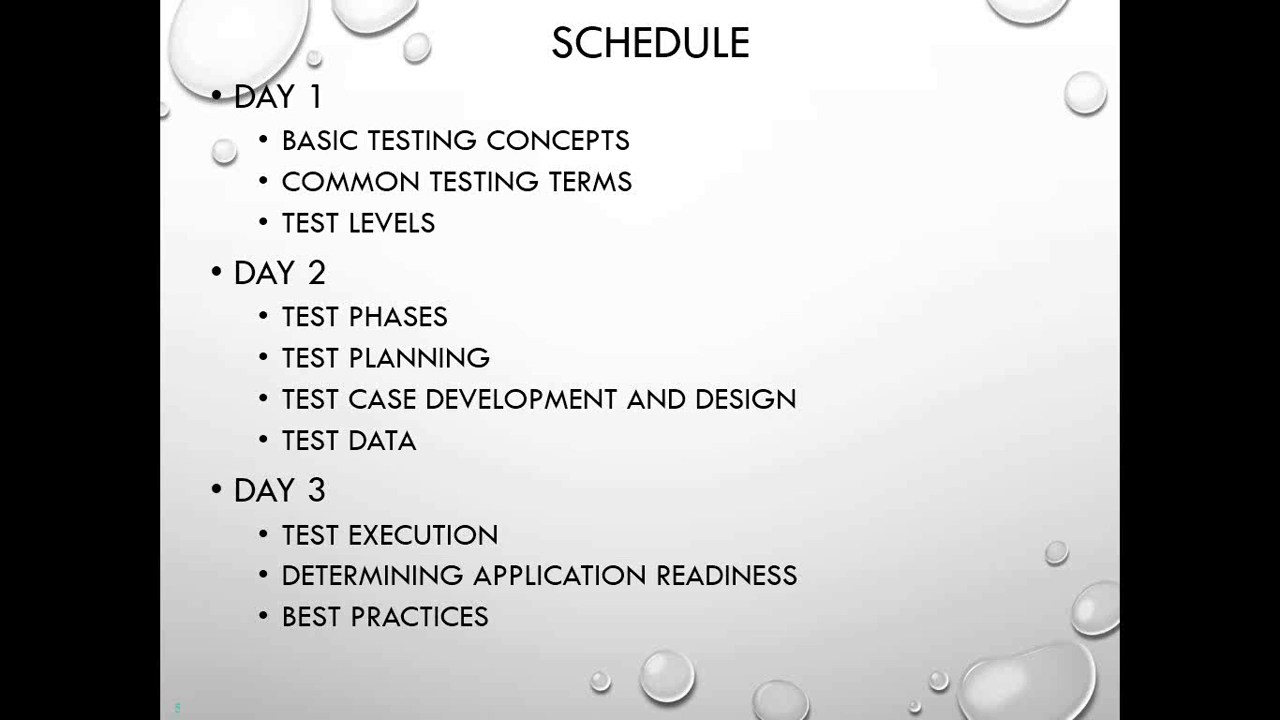 SCHEDULE
• DAY 1
• BASIC TESTING CONCEPTS
• COMMON TESTING TERMS
• TEST LEVELS
• DAY 2
• TEST PHASES
• TEST PLANNING
• TEST CASE DEVELOPMENT AND DESIGN
• TEST DATA
• DAY 3
• TEST EXECUTION
• DETERMINING APPLICATION READINESS
• BEST PRACTICES